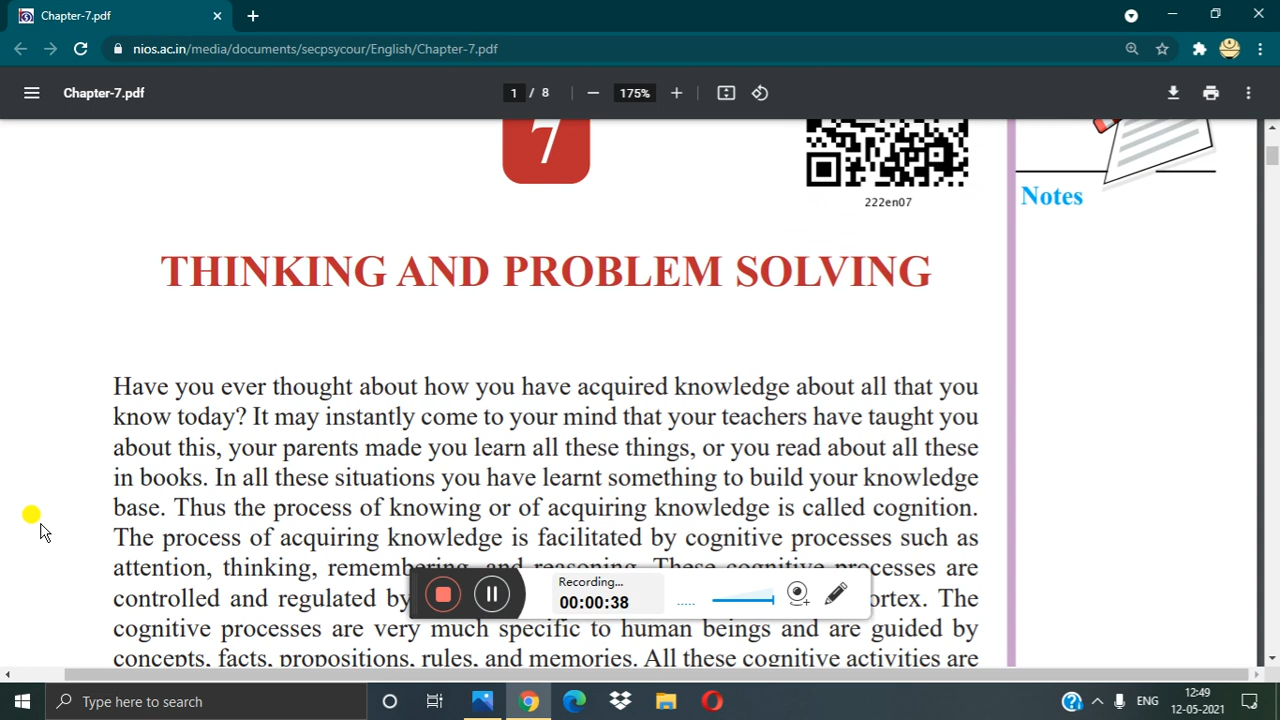 Chapter-7.pdf
nios.ac.in/media/documents/secpsycour/English/Chapter-7.pdf
Chapter-7.pdf
1 / 8
175%
7
222en07
Notes
THINKING AND PROBLEM SOLVING
Have you ever thought about how you have acquired knowledge about all that you
know today? It may instantly come to your mind that your teachers have taught you
about this, your parents made you learn all these things, or you read about all these
in books. In all these situations you have learnt something to build your knowledge
base. Thus the process of knowing or of acquiring knowledge is called cognition.
The process of acquiring knowledge is facilitated by cognitive processes such as
attention, thinking, remembering, and reasoning. These cognitive processes are
controlled and regulated by
The
cognitive processes are very much specific to human beings and are guided by
concepts, facts, propositions, rules, and memories. All these cognitive activities are
Recording...
00:00:38
Type here to search
ENG
12:49
12-05-2021